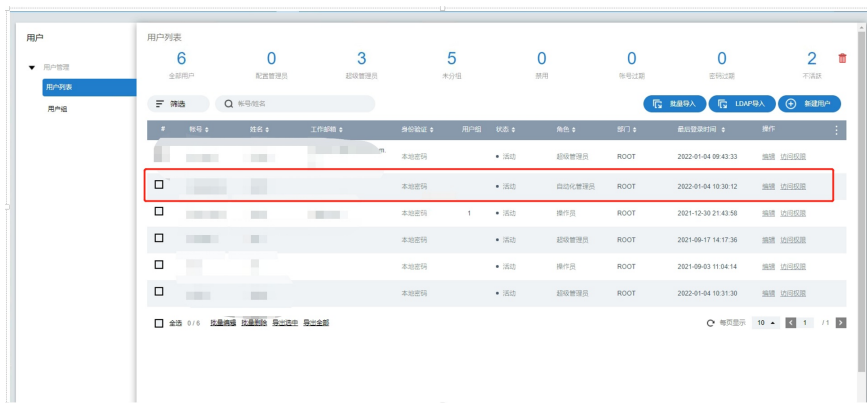 用户
用户管理
用户列表
用户组
用户列表
6 0 3 5 0 0 0 2
全部用户 配置管理员 超级管理员 未分组 禁用 账号过期 密码过期 不活跃
筛选 帐号/姓名 批量导入 LDAP导入 新建用户
# 帐号 姓名 工作邮箱 身份验证 用户组 状态 角色 部门 最后登录时间 操作
本地密码 活动 超级管理员 ROOT 2022-01-04 09:43:33 编辑 访问权限
本地密码 活动 自动化管理员 ROOT 2022-01-04 10:30:12 编辑 访问权限
本地密码 1 活动 操作员 ROOT 2021-12-30 21:43:58 编辑 访问权限
本地密码 活动 超级管理员 ROOT 2021-09-17 14:17:36 编辑 访问权限
本地密码 活动 操作员 ROOT 2021-09-03 11:04:14 编辑 访问权限
本地密码 活动 超级管理员 ROOT 2022-01-04 10:31:30 编辑 访问权限
全选 0 / 6 批量编辑 批量删除 导出选中 导出全部 每页显示 10 1 / 1